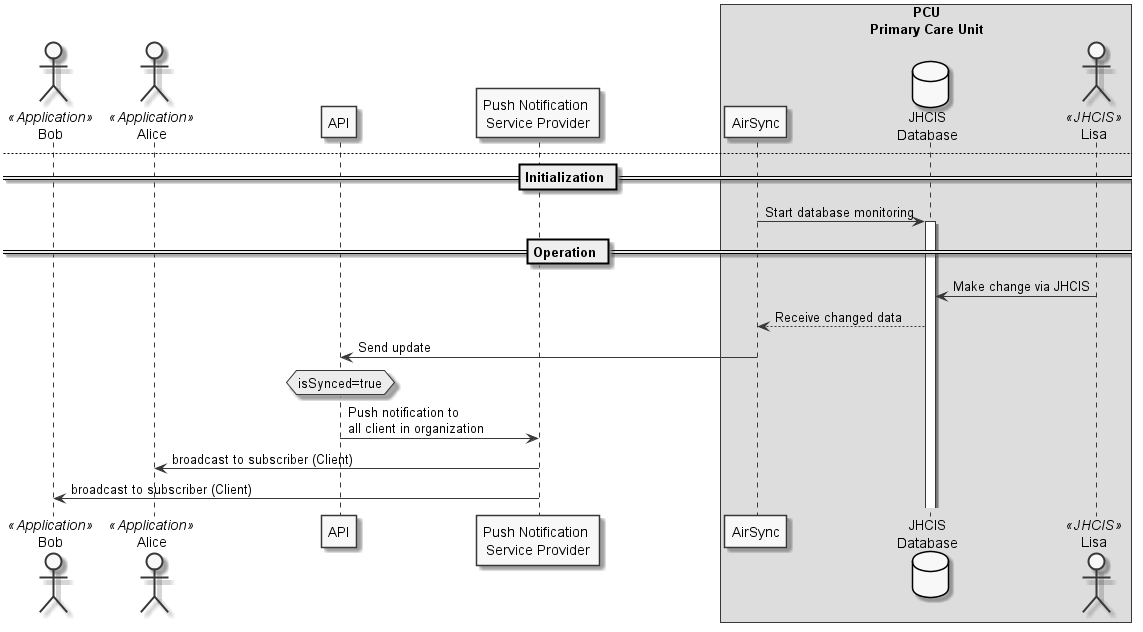 PCU
Primary Care Unit
«Application»
Bob
«Application»
Alice
API
Push Notification
Service Provider
AirSync
JHCIS
Database
«JHCIS»
Lisa
Initialization
Start database monitoring
Operation
Make change via JHCIS
Receive changed data
Send update
isSynced=true
Push notification to
all client in organization
broadcast to subscriber (Client)
broadcast to subscriber (Client)
«Application»
Bob
«Application»
Alice
API
Push Notification
Service Provider
AirSync
JHCIS
Database
«JHCIS»
Lisa